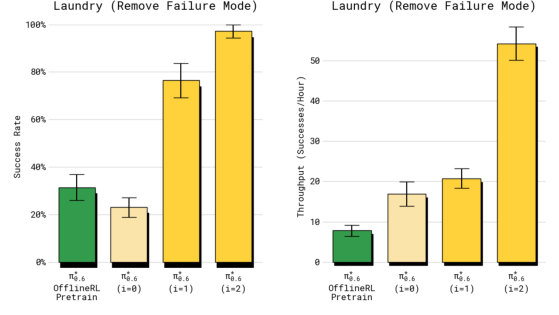 Laundry (Remove Failure Mode)
Success Rate
100%
80%
60%
40%
20%
0%
π*0.6
OfflineRL
Pretrain
π*0.6
(i=0)
π*0.6
(i=1)
π*0.6
(i=2)
Laundry (Remove Failure Mode)
Throughput (Successes/Hour)
50
40
30
20
10
0
π*0.6
OfflineRL
Pretrain
π*0.6
(i=0)
π*0.6
(i=1)
π*0.6
(i=2)